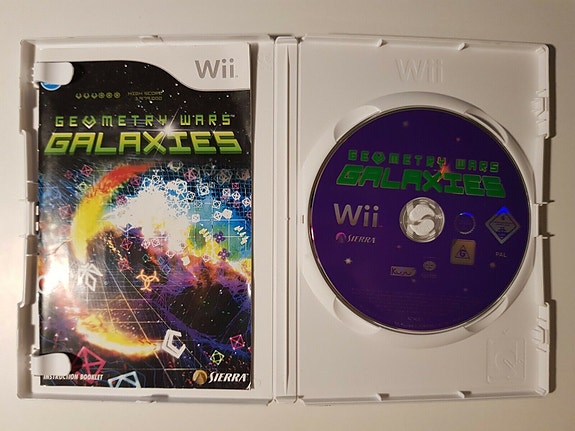 Wii
HIGH SCORE
GEOMETRY WARS
GALAXIES
INSTRUCTION BOOKLET
SIERRA
Wii
GEOMETRY WARS
GALAXIES
Wii
SIERRA
G
PAL